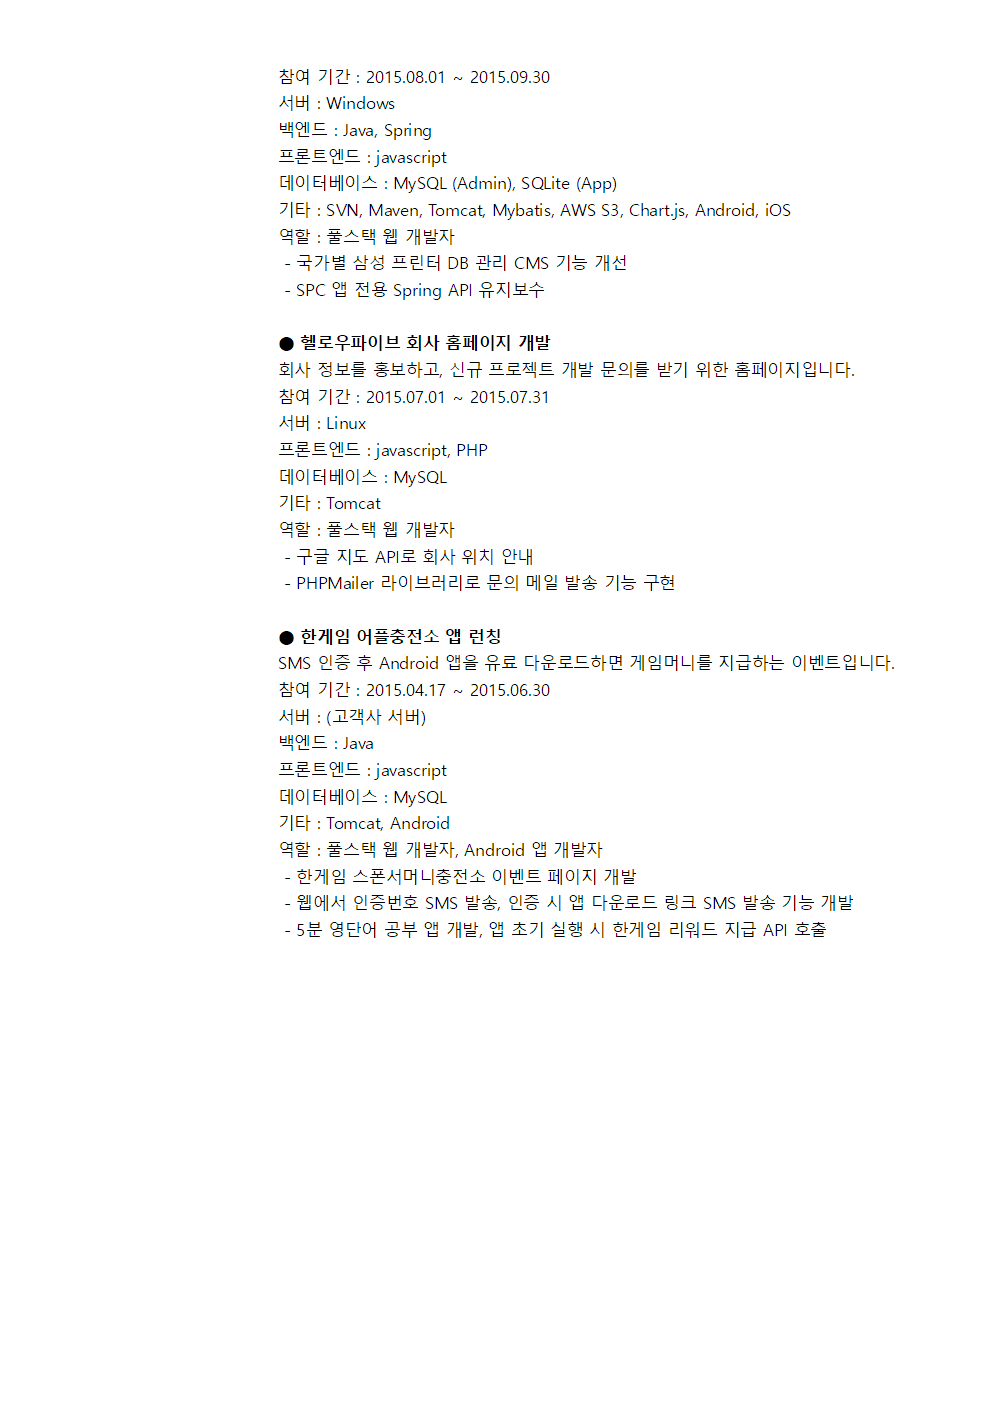 참여 기간 : 2015.08.01 ~ 2015.09.30
서버 : Windows
백엔드 : Java, Spring
프론트엔드 : javascript
데이터베이스 : MySQL (Admin), SQLite (App)
기타 : SVN, Maven, Tomcat, Mybatis, AWS S3, Chart.js, Android, iOS
역할 : 풀스택 웹 개발자
- 국가별 삼성 프린터 DB 관리 CMS 기능 개선
- SPC 앱 전용 Spring API 유지보수
● 헬로우파이브 회사 홈페이지 개발
회사 정보를 홍보하고, 신규 프로젝트 개발 문의를 받기 위한 홈페이지입니다.
참여 기간 : 2015.07.01 ~ 2015.07.31
서버 : Linux
프론트엔드 : javascript, PHP
데이터베이스 : MySQL
기타 : Tomcat
역할 : 풀스택 웹 개발자
- 구글 지도 API로 회사 위치 안내
- PHPMailer 라이브러리로 문의 메일 발송 기능 구현
● 한게임 어플충전소 앱 런칭
SMS 인증 후 Android 앱을 유료 다운로드하면 게임머니를 지급하는 이벤트입니다.
참여 기간 : 2015.04.17 ~ 2015.06.30
서버 : (고객사 서버)
백엔드 : Java
프론트엔드 : javascript
데이터베이스 : MySQL
기타 : Tomcat, Android
역할 : 풀스택 웹 개발자, Android 앱 개발자
- 한게임 스폰서머니충전소 이벤트 페이지 개발
- 웹에서 인증번호 SMS 발송, 인증 시 앱 다운로드 링크 SMS 발송 기능 개발
- 5분 영단어 공부 앱 개발, 앱 초기 실행 시 한게임 리워드 지급 API 호출